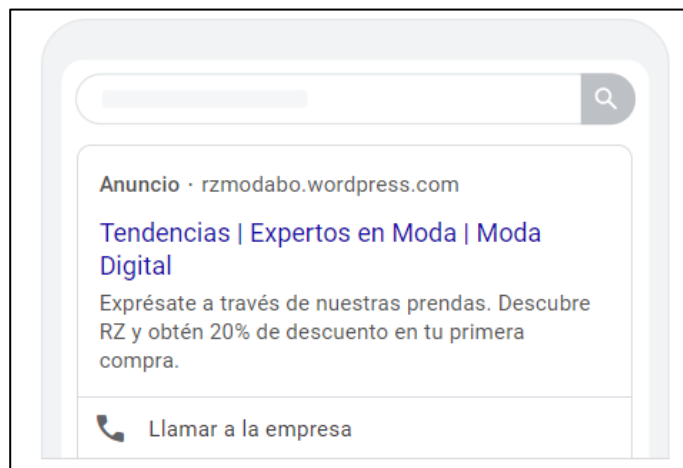 Anuncio · rzmodabo.wordpress.com
Tendencias | Expertos en Moda | Moda
Digital
Exprésate a través de nuestras prendas. Descubre
RZ y obtén 20% de descuento en tu primera
compra.
Llamar a la empresa